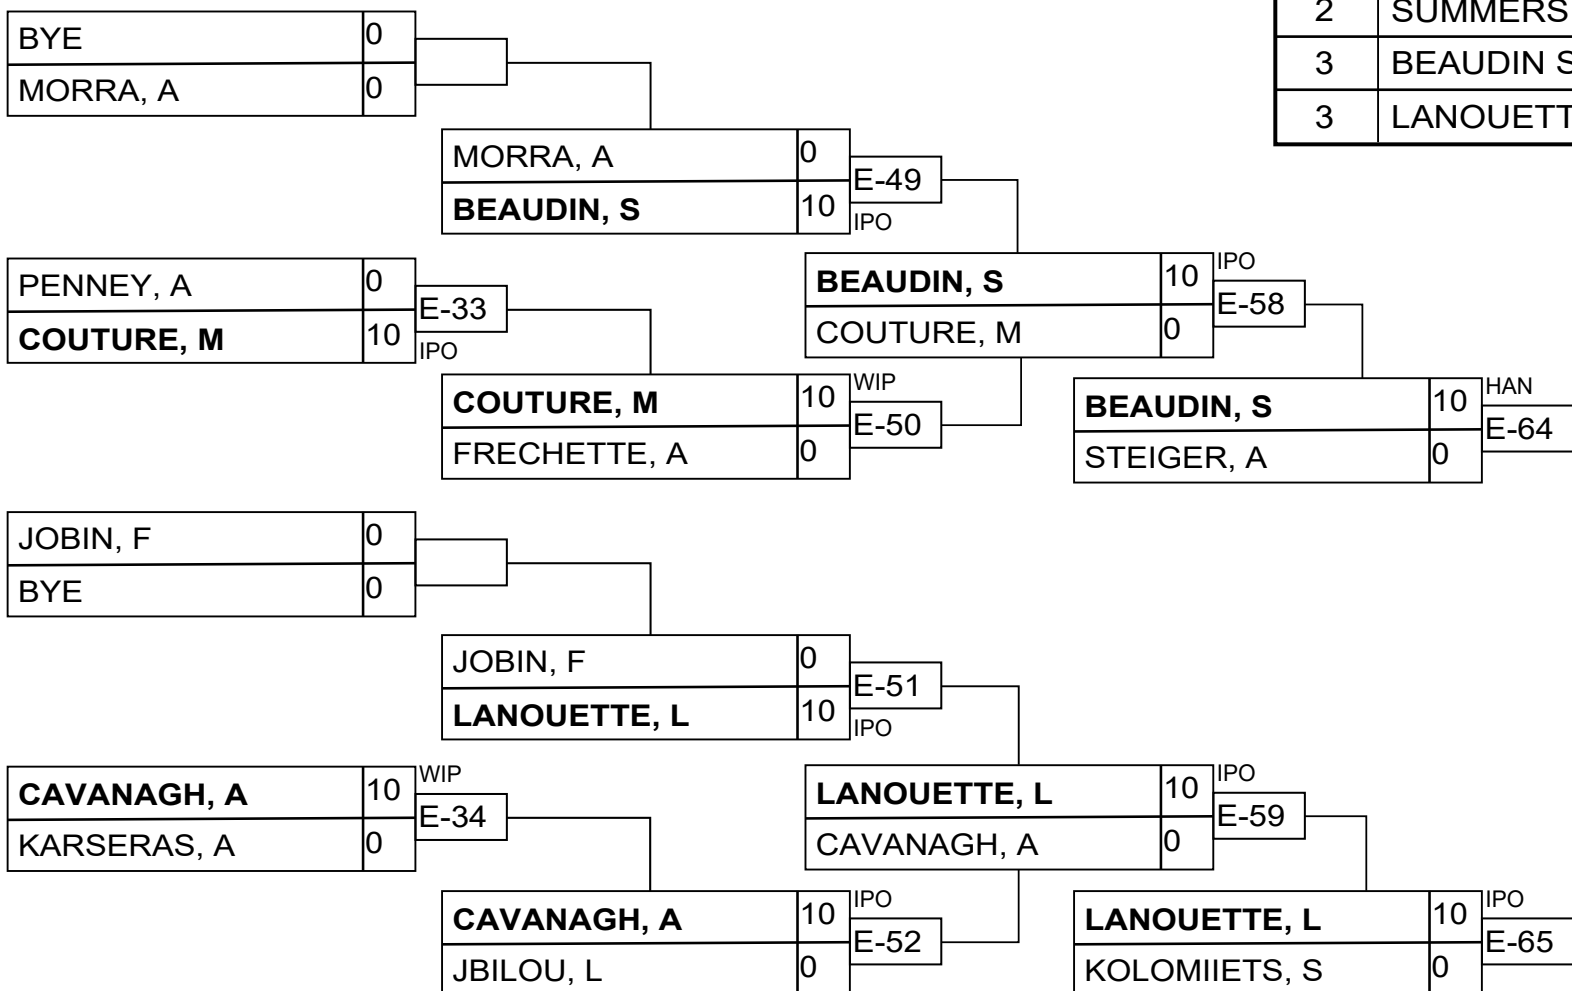 2 SUMMERS
BYE 0
3 BEAUDIN S
MORRA, A 0
3 LANOUETT
MORRA, A 0
E-49
BEAUDIN, S 10
IPO
PENNEY, A 0
E-33
COUTURE, M 10
IPO
BEAUDIN, S 10
IPO
E-58
COUTURE, M 0
COUTURE, M 10
WIP
E-50
FRECHETTE, A 0
BEAUDIN, S 10
HAN
E-64
STEIGER, A 0
JOBIN, F 0
BYE 0
JOBIN, F 0
E-51
LANOUETTE, L 10
IPO
CAVANAGH, A 10
WIP
E-34
KARSERAS, A 0
LANOUETTE, L 10
IPO
E-59
CAVANAGH, A 0
CAVANAGH, A 10
IPO
E-52
JBILOU, L 0
LANOUETTE, L 10
IPO
E-65
KOLOMIIETS, S 0